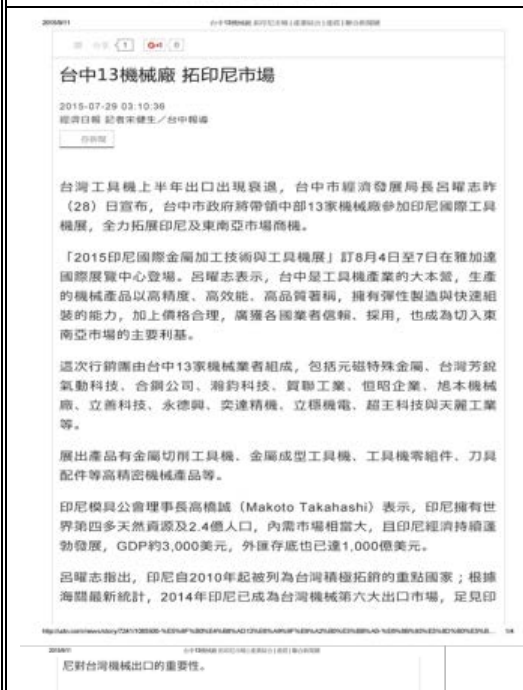 2015/8/11
分享 1 G+1 0
台中13機械廠 拓印尼市場
2015-07-29 03:10:36
經濟日報 記者宋健生／台中報導
台灣工具機上半年出口出現衰退，台中市經濟發展局長呂曜志昨
（28）日宣布，台中市政府將帶領中部13家機械廠參加印尼國際工具
機展，全力拓展印尼及東南亞市場商機。
「2015印尼國際金屬加工技術與工具機展」訂8月4日至7日在雅加達
國際展覽中心登場。呂曜志表示，台中是工具機產業的大本營，生產
的機械產品以高精度、高效能、高品質著稱，擁有彈性製造與快速組
裝的能力，加上價格合理，廣獲各國業者信賴、採用，也成為切入東
南亞市場的主要利基。
這次行銷團由台中13家機械業者組成，包括元磁特殊金屬、台灣芳銳
氣動科技、合鋼公司、瀚鈞科技、賀聯工業、恒昭企業、旭本機械
廠、立善科技、永德興、奕達精機、立穩機電、超王科技與天麗工業
等。
展出產品有金屬切削工具機、金屬成型工具機、工具機零組件、刀具
配件等高精密機械產品等。
印尼模具公會理事長高橋誠（Makoto Takahashi）表示，印尼擁有世
界第四多天然資源及2.4億人口，內需市場相當大，且印尼經濟持續蓬
勃發展，GDP約3,000美元，外匯存底也已達1,000億美元。
呂曜志指出，印尼自2010年起被列為台灣積極拓銷的重點國家；根據
海關最新統計，2014年印尼已成為台灣機械第六大出口市場，足見印
1/4
2015/8/11
尼對台灣機械出口的重要性。